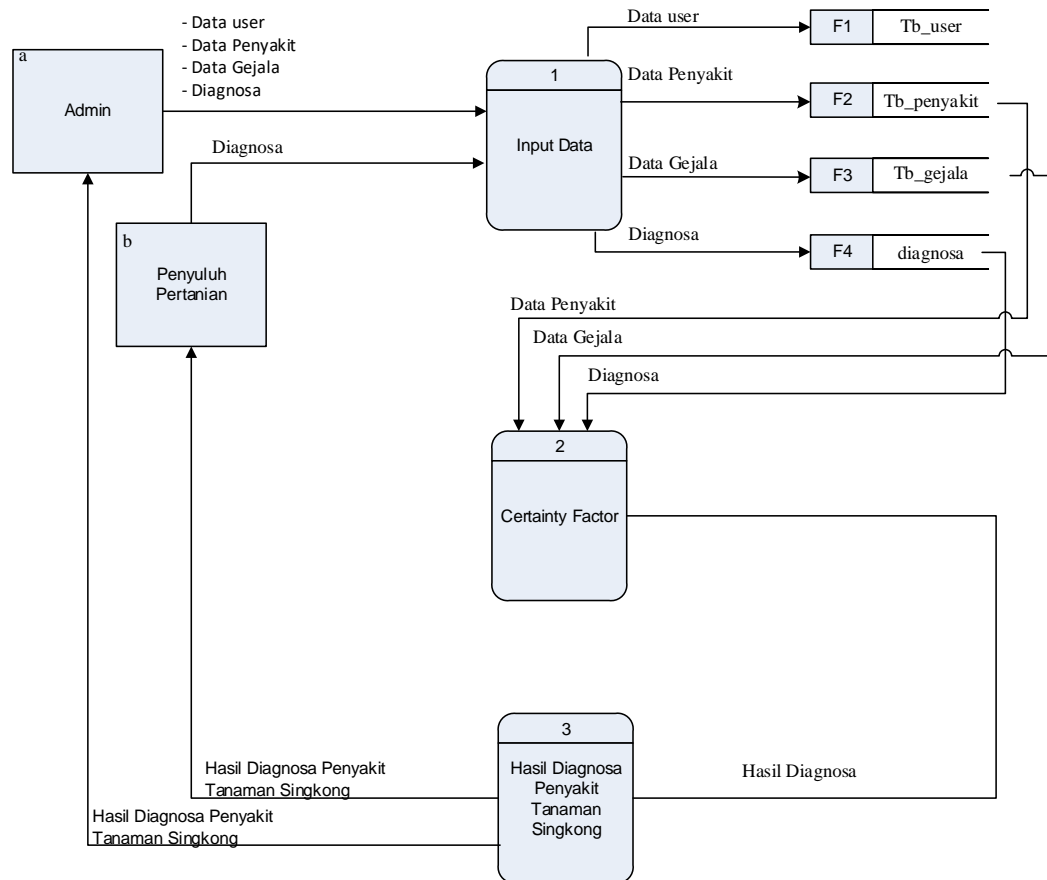 - Data user
- Data Penyakit
- Data Gejala
- Diagnosa
a
Admin
Diagnosa
b
Penyuluh
Pertanian
1
Input Data
Data user
Data Penyakit
Data Gejala
Diagnosa
F1
Tb_user
F2
Tb_penyakit
F3
Tb_gejala
F4
diagnosa
Data Penyakit
Data Gejala
Diagnosa
2
Certainty Factor
3
Hasil Diagnosa
Penyakit
Tanaman
Singkong
Hasil Diagnosa
Hasil Diagnosa Penyakit
Tanaman Singkong
Hasil Diagnosa Penyakit
Tanaman Singkong